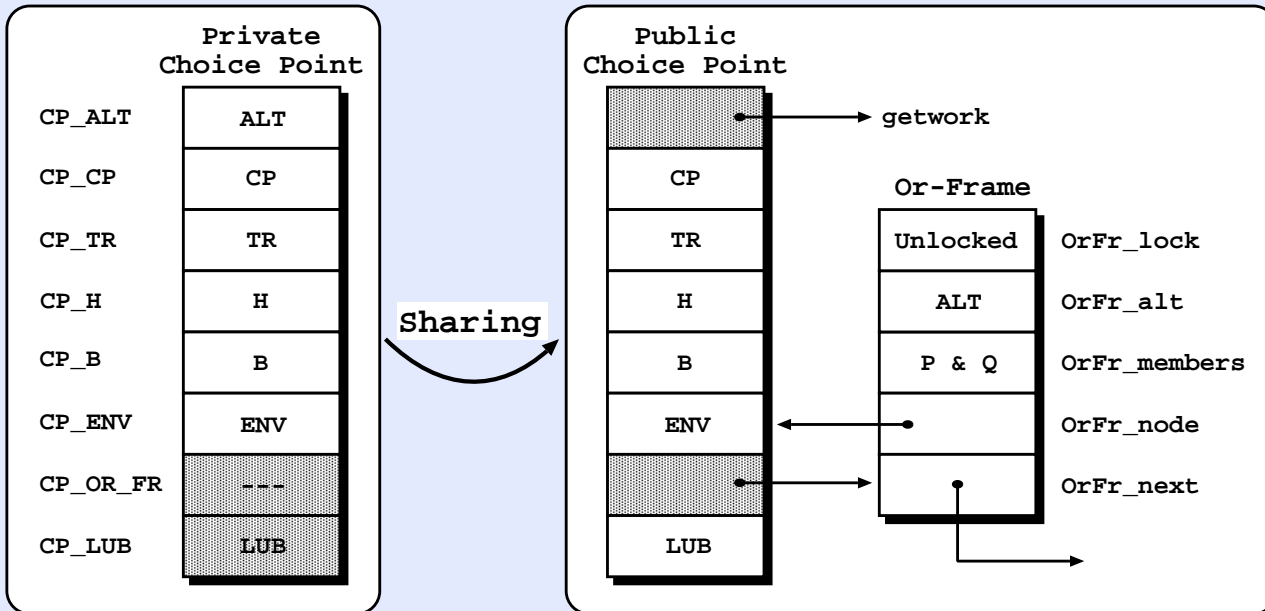 Private
Choice Point
CP_ALT
ALT
CP_CP
CP
CP_TR
TR
CP_H
H
CP_B
B
CP_ENV
ENV
CP_OR_FR
---
CP_LUB
LUB
Sharing
Public
Choice Point
getwork
CP
TR
H
B
ENV
LUB
Or-Frame
Unlocked
OrFr_lock
ALT
OrFr_alt
P & Q
OrFr_members
OrFr_node
OrFr_next